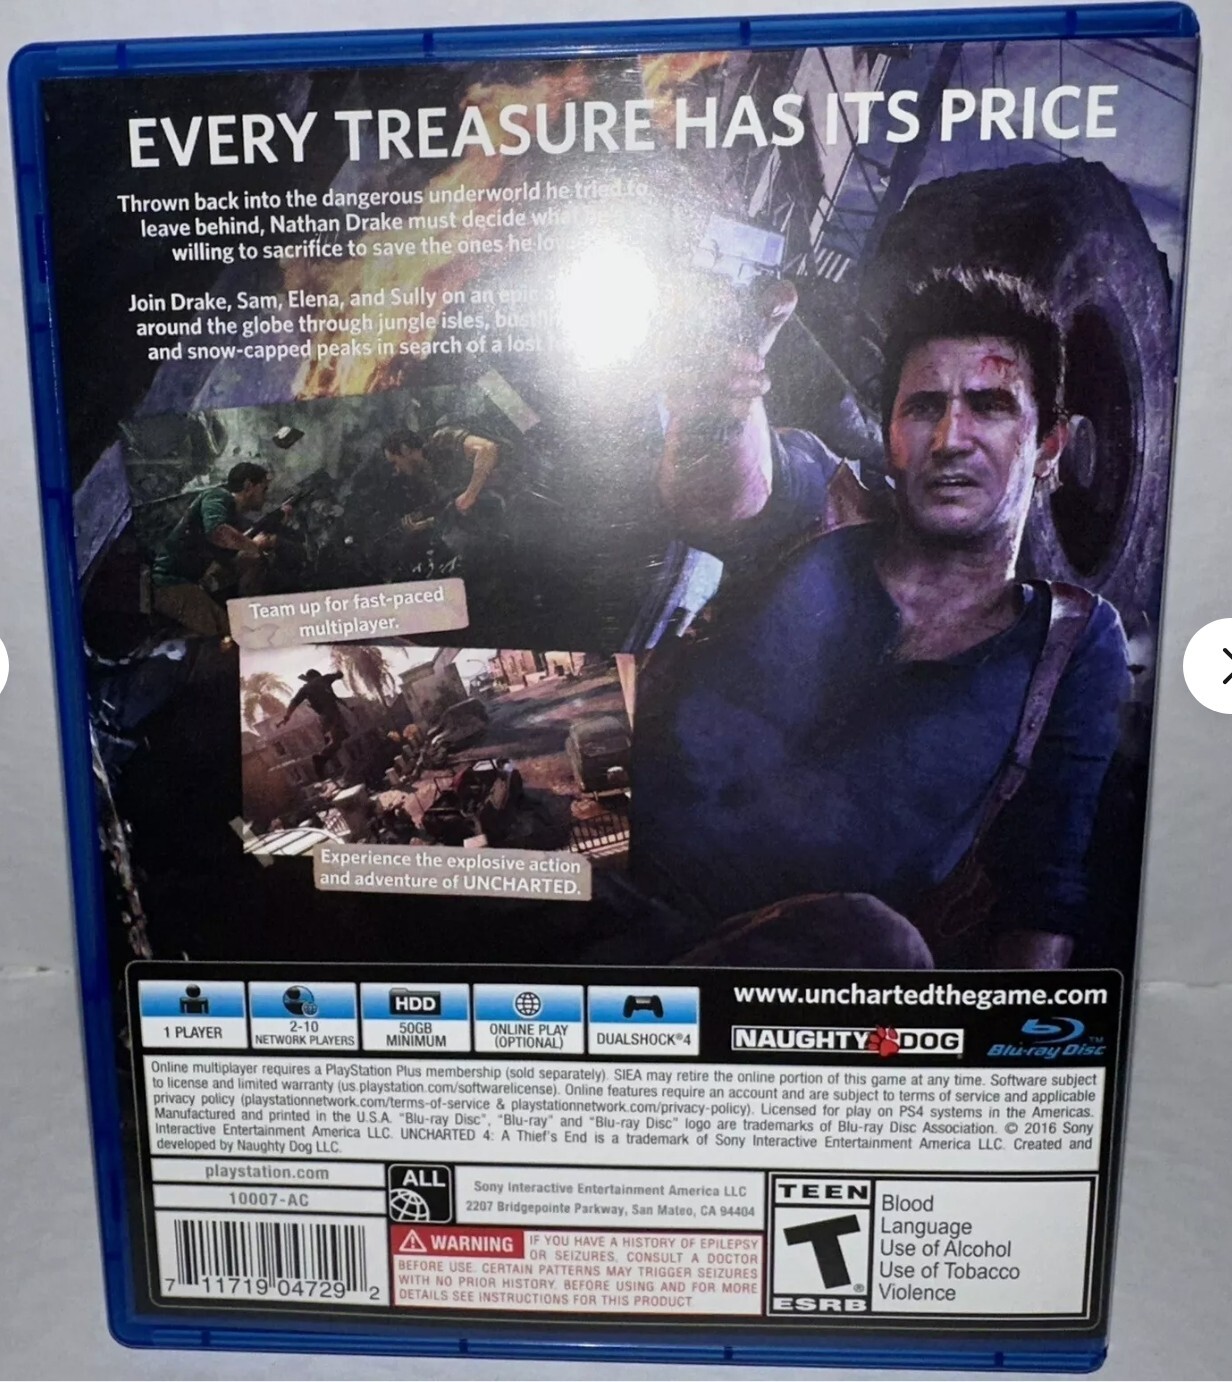 EVERY TREASURE HAS ITS PRICE
Thrown back into the dangerous underworld he tried to
leave behind, Nathan Drake must decide what he's
willing to sacrifice to save the ones he
Join Drake, Sam, Elena, and Sully on an epic
around the globe through jungle isles,
and snow-capped peaks in search of a lost
Team up for fast-paced
multiplayer.
Experience the explosive action
and adventure of UNCHARTED.
1 PLAYER
2-10
NETWORK PLAYERS
HDD
50GB
MINIMUM
ONLINE PLAY
(OPTIONAL)
DUALSHOCK®4
www.unchartedthegame.com
NAUGHTY DOG
Blu-ray Disc™
Online multiplayer requires a PlayStation Plus membership (sold separately). SIEA may retire the online portion of this game at any time. Software subject
to license and limited warranty (us.playstation.com/softwarelicense). Online features require an account and are subject to terms of service and applicable
privacy policy (playstationnetwork.com/terms-of-service & playstationnetwork.com/privacy-policy). Licensed for play on PS4 systems in the Americas.
Manufactured and printed in the U.S.A. "Blu-ray Disc", "Blu-ray" and "Blu-ray Disc" logo are trademarks of Blu-ray Disc Association. © 2016 Sony
Interactive Entertainment America LLC. UNCHARTED 4: A Thief's End is a trademark of Sony Interactive Entertainment America LLC. Created and
developed by Naughty Dog LLC.
playstation.com
10007-AC
7 11719 04729 2
ALL
Sony Interactive Entertainment America LLC
2207 Bridgepointe Parkway, San Mateo, CA 94404
WARNING IF YOU HAVE A HISTORY OF EPILEPSY
OR SEIZURES, CONSULT A DOCTOR
BEFORE USE. CERTAIN PATTERNS MAY TRIGGER SEIZURES
WITH NO PRIOR HISTORY. BEFORE USING AND FOR MORE
DETAILS SEE INSTRUCTIONS FOR THIS PRODUCT.
TEEN
T®
ESRB
Blood
Language
Use of Alcohol
Use of Tobacco
Violence